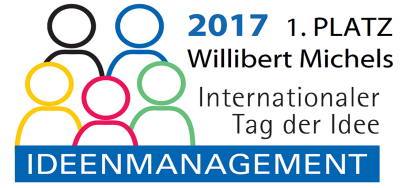 2017 1. PLATZ
Willibert Michels
Internationaler
Tag der Idee
IDEENMANAGEMENT